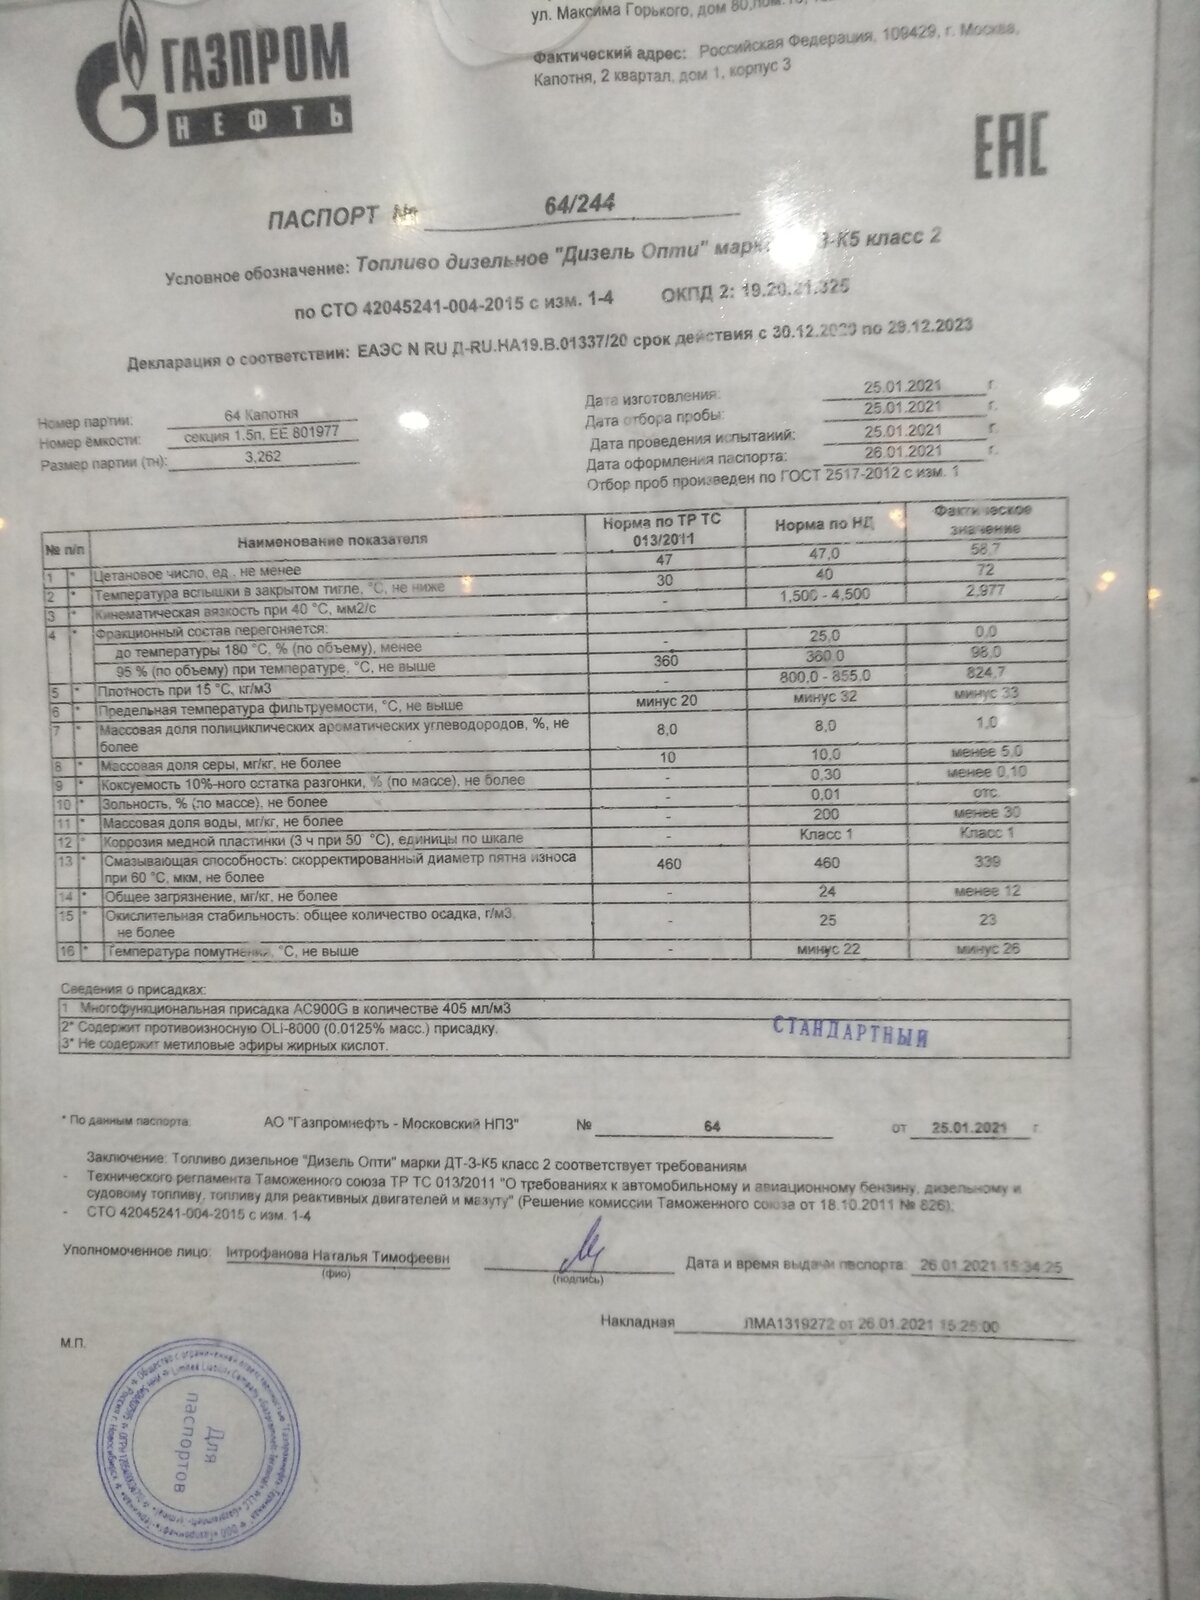 ГАЗПРОМ
НЕФТЬ
ул. Максима Горького, дом 80,
Фактический адрес: Российская Федерация, 109429, г. Москва,
Капотня, 2 квартал, дом 1, корпус 3
ЕАС
ПАСПОРТ № 64/244
Условное обозначение: Топливо дизельное "Дизель Опти" З-К5 класс 2
по СТО 42045241-004-2015 с изм. 1-4 ОКПД 2: 19.20.21.325
Декларация о соответствии: ЕАЭС N RU Д-RU.НА19.В.01337/20 срок действия с 30.12.2020 по 29.12.2023
Номер партии: 64 Капотня
Номер ёмкости: секция 1,5п, ЕЕ 801977
Размер партии (тн): 3,262
Дата изготовления: 25.01.2021 г.
Дата отбора пробы: 25.01.2021 г.
Дата проведения испытаний: 25.01.2021 г.
Дата оформления паспорта: 26.01.2021 г.
Отбор проб произведен по ГОСТ 2517-2012 с изм. 1
№ п/п Наименование показателя Норма по ТР ТС 013/2011 Норма по НД Фактическое значение
1 * Цетановое число, ед., не менее 47 47,0 58,7
2 * Температура вспышки в закрытом тигле, °С, не ниже 30 40 72
3 * Кинематическая вязкость при 40 °С, мм2/с - 1,500 - 4,500 2,977
4 * Фракционный состав перегоняется:
до температуры 180 °С, % (по объему), менее - 25,0 0,0
95 % (по объему) при температуре, °С, не выше 360 360,0 98,0
5 * Плотность при 15 °С, кг/м3 - 800,0 - 855,0 824,7
6 * Предельная температура фильтруемости, °С, не выше минус 20 минус 32 минус 33
7 * Массовая доля полициклических ароматических углеводородов, %, не более 8,0 8,0 1,0
8 * Массовая доля серы, мг/кг, не более 10 10,0 менее 5,0
9 * Коксуемость 10%-ного остатка разгонки, % (по массе), не более - 0,30 менее 0,10
10 * Зольность, % (по массе), не более - 0,01 отс.
11 * Массовая доля воды, мг/кг, не более - 200 менее 30
12 * Коррозия медной пластинки (3 ч при 50 °С), единицы по шкале - Класс 1 Класс 1
13 * Смазывающая способность: скорректированный диаметр пятна износа при 60 °С, мкм, не более 460 460 339
14 * Общее загрязнение, мг/кг, не более - 24 менее 12
15 * Окислительная стабильность: общее количество осадка, г/м3, не более - 25 23
16 * Температура помутнения, °С, не выше - минус 22 минус 26
Сведения о присадках:
1 Многофункциональная присадка AC900G в количестве 405 мл/м3
2* Содержит противоизносную OLI-8000 (0.0125% масс.) присадку.
3* Не содержит метиловые эфиры жирных кислот.
СТАНДАРТНЫЙ
* По данным паспорта: АО "Газпромнефть - Московский НПЗ" № 64 от 25.01.2021 г
Заключение: Топливо дизельное "Дизель Опти" марки ДТ-З-К5 класс 2 соответствует требованиям
- Технического регламента Таможенного союза ТР ТС 013/2011 "О требованиях к автомобильному и авиационному бензину, дизельному и
судовому топливу, топливу для реактивных двигателей и мазуту" (Решение комиссии Таможенного союза от 18.10.2011 № 826);
- СТО 42045241-004-2015 с изм. 1-4
Уполномоченное лицо: Інтрофанова Наталья Тимофеевн
(фио)
(подпись)
Дата и время выдачи паспорта: 26.01.2021 15:34:25
Накладная ЛМА1319272 от 26.01.2021 15:25:00
М.П.
Для
паспортов